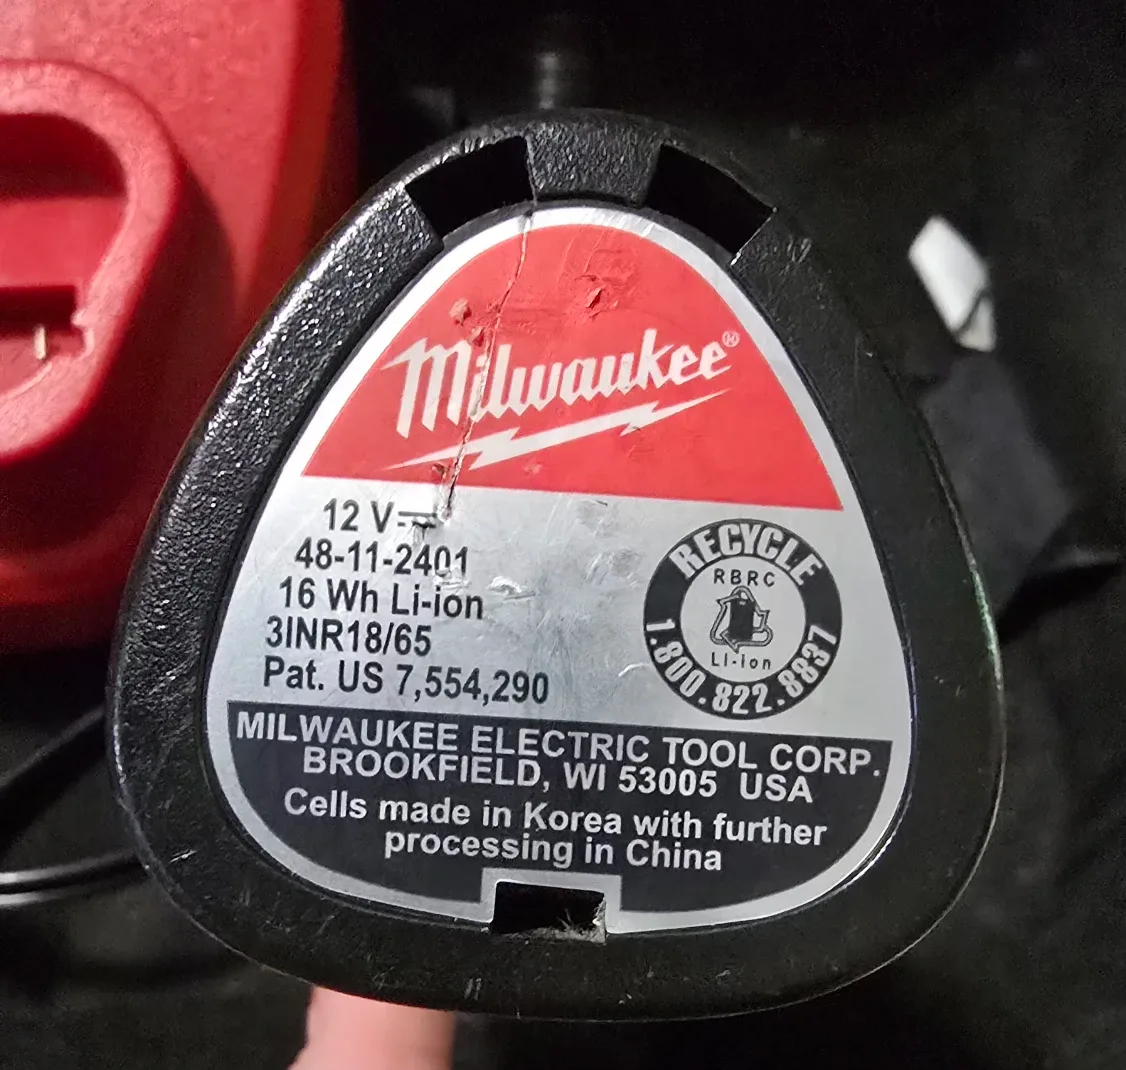 Milwaukee®
12 V⎓
48-11-2401
16 Wh Li-ion
3INR18/65
Pat. US 7,554,290
RECYCLE
RBRC
Li-ion
1.800.822.8837
MILWAUKEE ELECTRIC TOOL CORP.
BROOKFIELD, WI 53005 USA
Cells made in Korea with further
processing in China